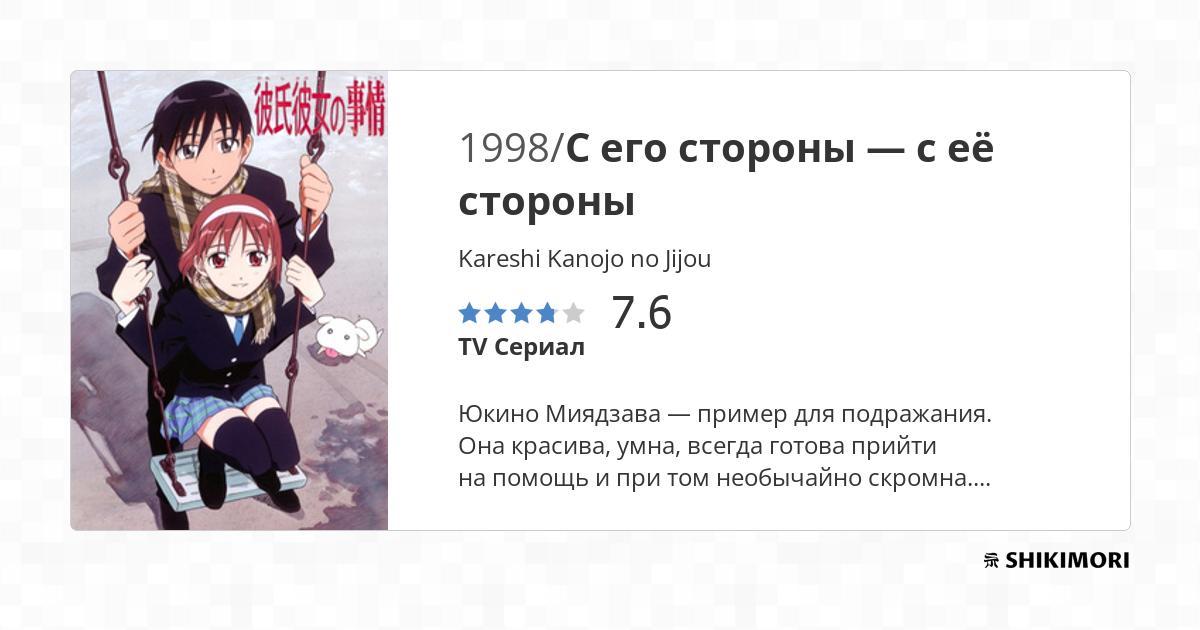 彼氏彼女の事情
1998/С его стороны — с её
стороны
Kareshi Kanojo no Jijou
7.6
TV Сериал
Юкино Миядзава — пример для подражания.
Она красива, умна, всегда готова прийти
на помощь и при том необычайно скромна....
SHIKIMORI